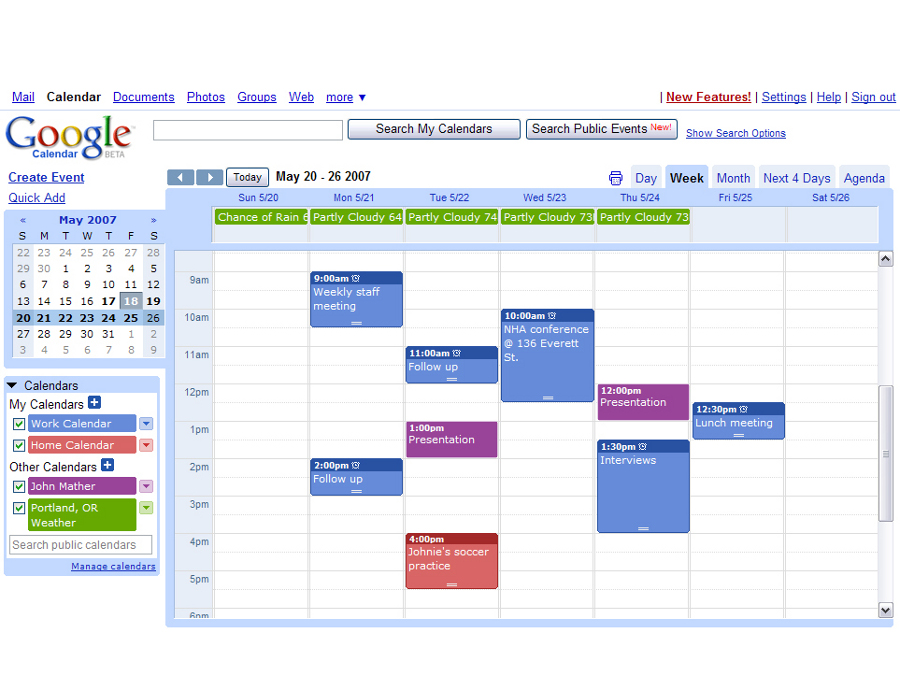 Mail Calendar Documents Photos Groups Web more ▼ | New Features! | Settings | Help | Sign out
Google
Calendar BETA
Search My Calendars Search Public Events New! Show Search Options
Create Event
Quick Add
Today May 20 - 26 2007 Day Week Month Next 4 Days Agenda
« May 2007 »
S M T W T F S
22 23 24 25 26 27 28
29 30 1 2 3 4 5
6 7 8 9 10 11 12
13 14 15 16 17 18 19
20 21 22 23 24 25 26
27 28 29 30 31 1 2
3 4 5 6 7 8 9
Calendars
My Calendars +
Work Calendar
Home Calendar
Other Calendars +
John Mather
Portland, OR
Weather
Search public calendars
Manage calendars
Sun 5/20 Mon 5/21 Tue 5/22 Wed 5/23 Thu 5/24 Fri 5/25 Sat 5/26
Chance of Rain 6 Partly Cloudy 64 Partly Cloudy 74 Partly Cloudy 73 Partly Cloudy 73
9am
10am
11am
12pm
1pm
2pm
3pm
4pm
5pm
6pm
9:00am
Weekly staff
meeting
2:00pm
Follow up
11:00am
Follow up
1:00pm
Presentation
4:00pm
Johnie's soccer
practice
10:00am
NHA conference
@ 136 Everett
St.
12:00pm
Presentation
1:30pm
Interviews
12:30pm
Lunch meeting